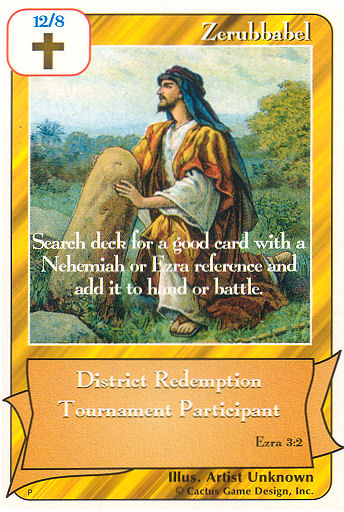 12/8
Zerubbabel
Search deck for a good card with a
Nehemiah or Ezra reference and
add it to hand or battle.
District Redemption
Tournament Participant
Ezra 3:2
Illus. Artist Unknown
P
© Cactus Game Design, Inc.